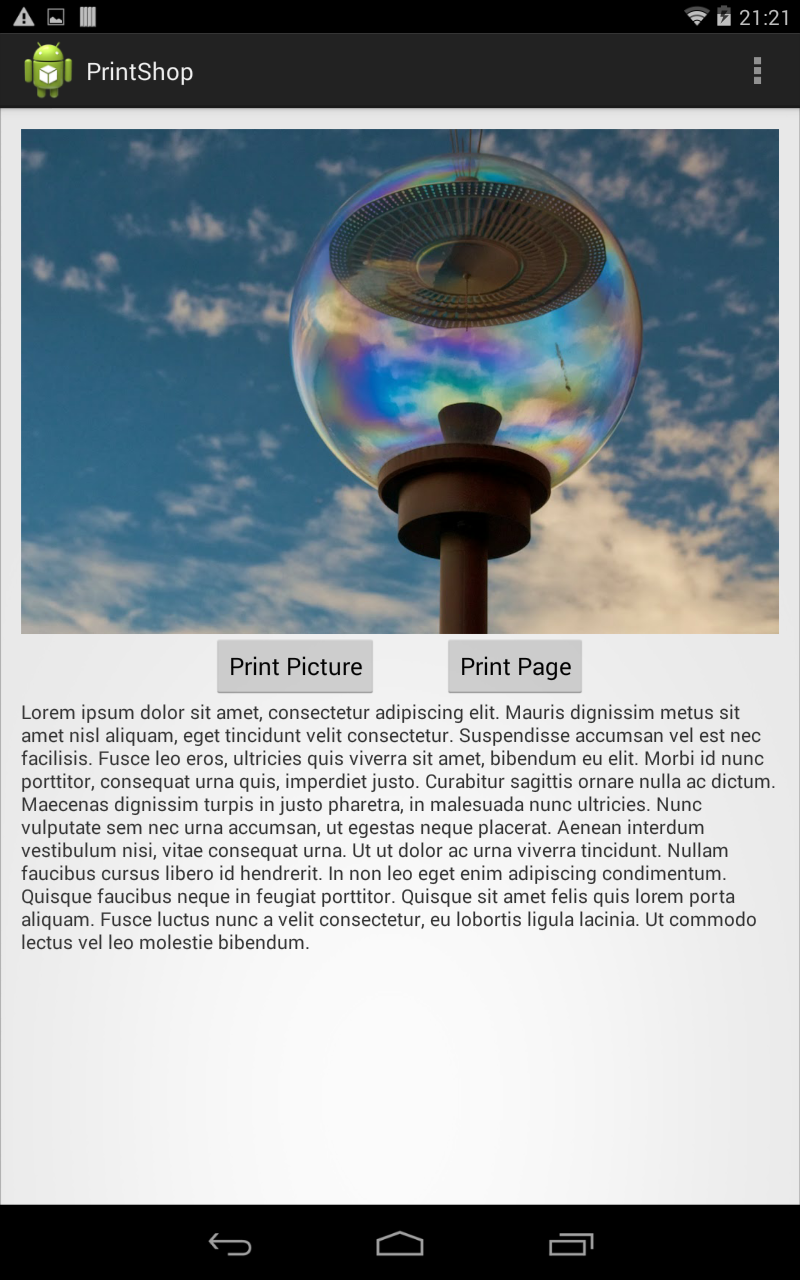 21:21
PrintShop
Print Picture
Print Page
Lorem ipsum dolor sit amet, consectetur adipiscing elit. Mauris dignissim metus sit
amet nisl aliquam, eget tincidunt velit consectetur. Suspendisse accumsan vel est nec
facilisis. Fusce leo eros, ultricies quis viverra sit amet, bibendum eu elit. Morbi id nunc
porttitor, consequat urna quis, imperdiet justo. Curabitur sagittis ornare nulla ac dictum.
Maecenas dignissim turpis in justo pharetra, in malesuada nunc ultricies. Nunc
vulputate sem nec urna accumsan, ut egestas neque placerat. Aenean interdum
vestibulum nisi, vitae consequat urna. Ut ut dolor ac urna viverra tincidunt. Nullam
faucibus cursus libero id hendrerit. In non leo eget enim adipiscing condimentum.
Quisque faucibus neque in feugiat porttitor. Quisque sit amet felis quis lorem porta
aliquam. Fusce luctus nunc a velit consectetur, eu lobortis ligula lacinia. Ut commodo
lectus vel leo molestie bibendum.